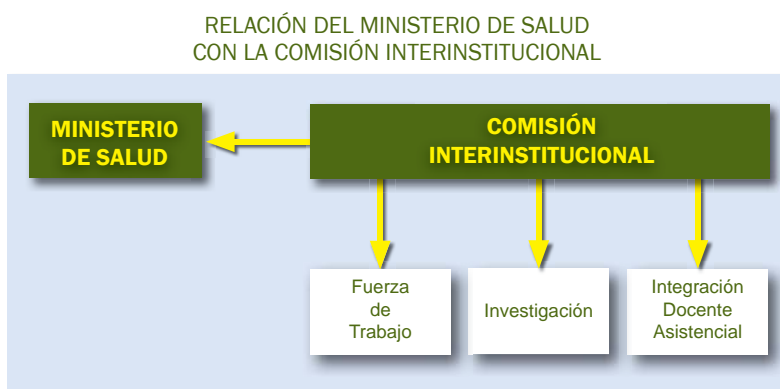 RELACIÓN DEL MINISTERIO DE SALUD
CON LA COMISIÓN INTERINSTITUCIONAL
MINISTERIO
DE SALUD
COMISIÓN
INTERINSTITUCIONAL
Fuerza
de
Trabajo
Investigación
Integración
Docente
Asistencial